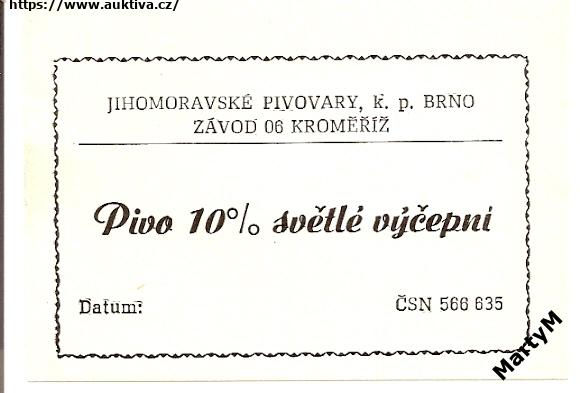 https://www.auktiva.cz/
JIHOMORAVSKÉ PIVOVARY, k. p. BRNO
ZÁVOD 06 KROMĚŘÍŽ
Pivo 10% světlé výčepní
Datum:
ČSN 566 635
MartyM